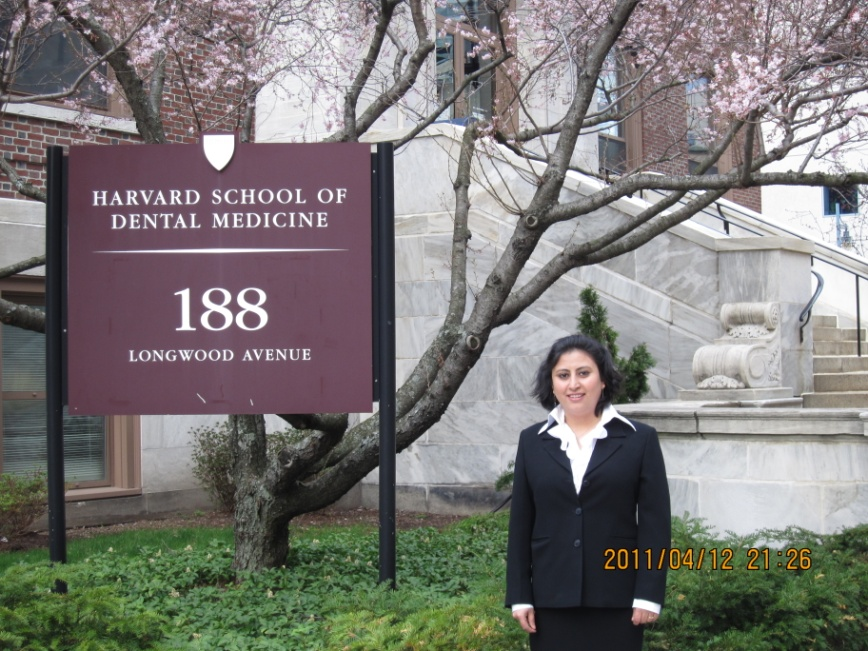 HARVARD SCHOOL OF
DENTAL MEDICINE
188
LONGWOOD AVENUE
2011/04/12 21:26